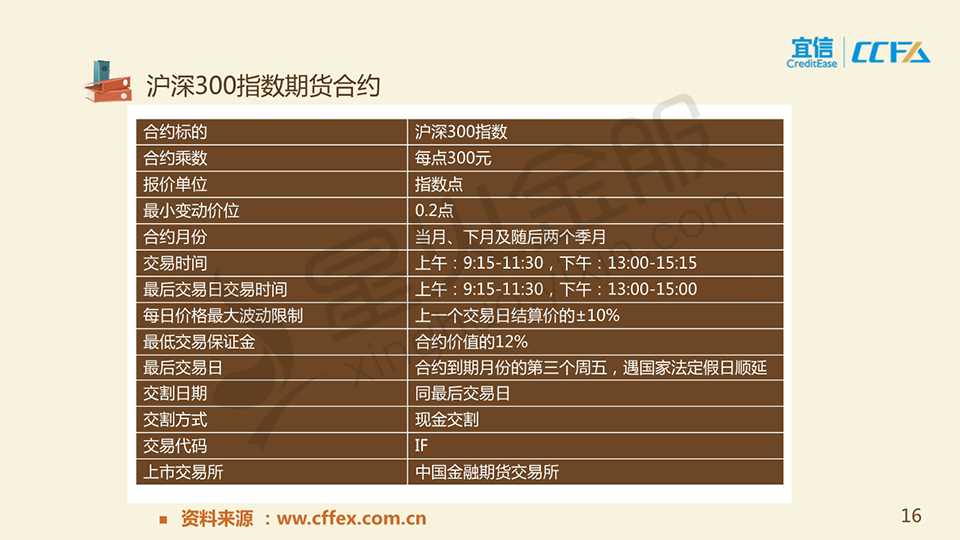 宜信
CreditEase
CCFA
沪深300指数期货合约
合约标的 沪深300指数
合约乘数 每点300元
报价单位 指数点
最小变动价位 0.2点
合约月份 当月、下月及随后两个季月
交易时间 上午：9:15-11:30，下午：13:00-15:15
最后交易日交易时间 上午：9:15-11:30，下午：13:00-15:00
每日价格最大波动限制 上一个交易日结算价的±10%
最低交易保证金 合约价值的12%
最后交易日 合约到期月份的第三个周五，遇国家法定假日顺延
交割日期 同最后交易日
交割方式 现金交割
交易代码 IF
上市交易所 中国金融期货交易所
资料来源 ：ww.cffex.com.cn
16